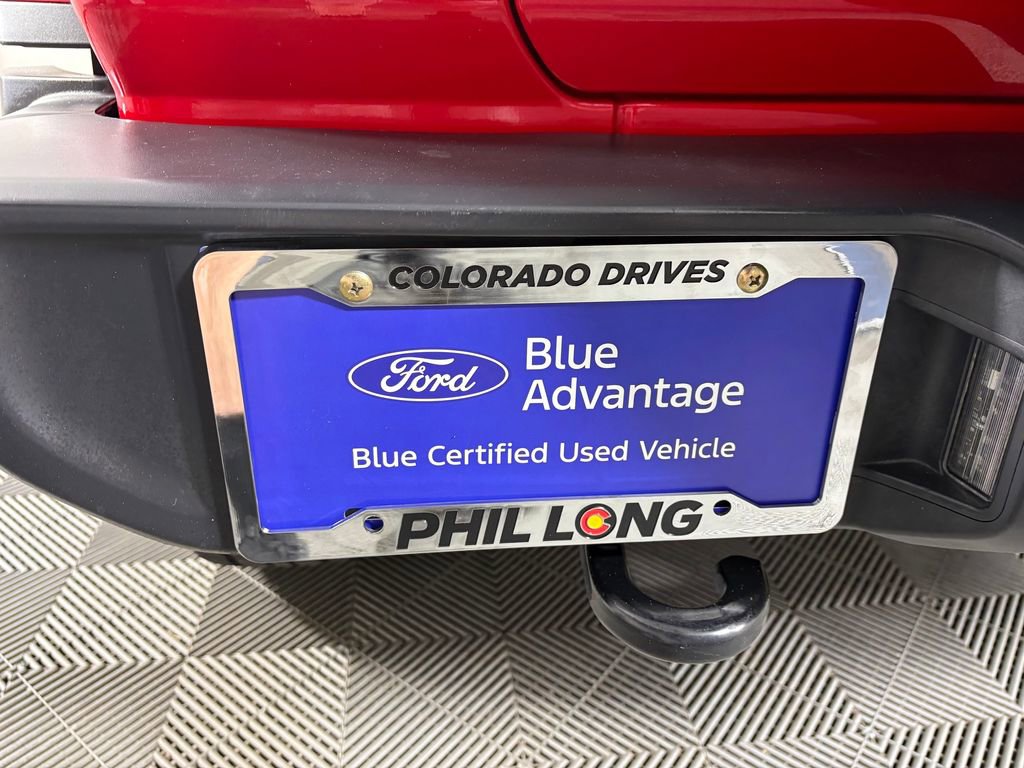 COLORADO DRIVES
Ford
Blue
Advantage
Blue Certified Used Vehicle
PHIL LONG